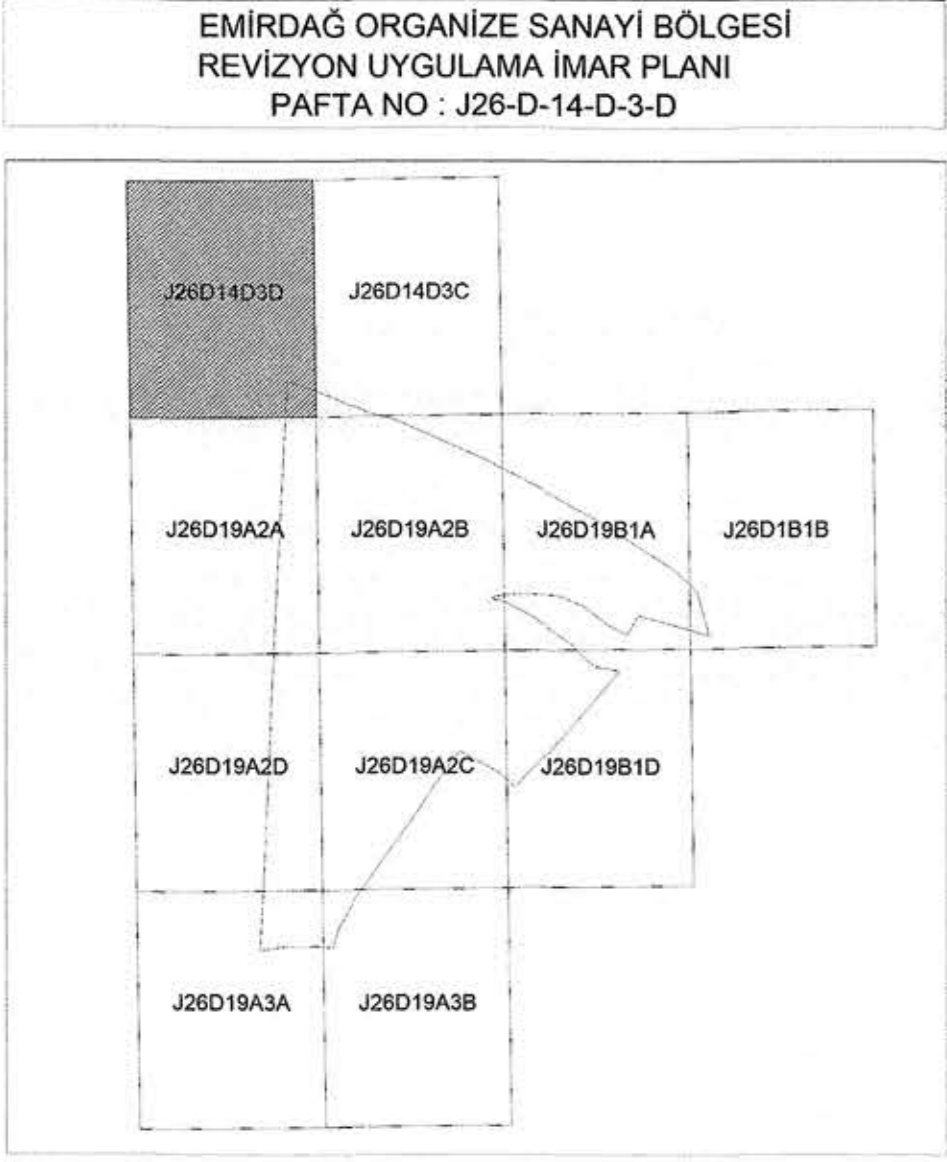 EMİRDAĞ ORGANİZE SANAYİ BÖLGESİ
REVİZYON UYGULAMA İMAR PLANI
PAFTA NO : J26-D-14-D-3-D
J26D14D3D
J26D14D3C
J26D19A2A
J26D19A2B
J26D19B1A
J26D1B1B
J26D19A2D
J26D19A2C
J26D19B1D
J26D19A3A
J26D19A3B